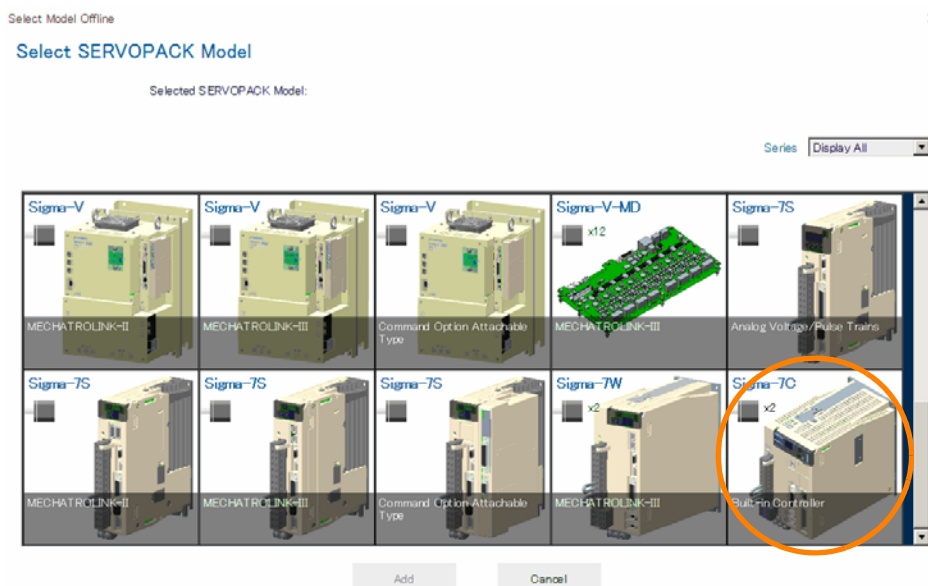 Select Model Offline
Select SERVOPACK Model
Selected SERVOPACK Model:
Series Display All
Sigma-V Sigma-V Sigma-V Sigma-V-MD Sigma-7S
x12
MECHATROLINK-II MECHATROLINK-III Command Option Attachable Type MECHATROLINK-III Analog Voltage/Pulse Trains
Sigma-7S Sigma-7S Sigma-7S Sigma-7W Sigma-7C
x2 x2
MECHATROLINK-II MECHATROLINK-III Command Option Attachable Type MECHATROLINK-III Built-in Controller
Add Cancel